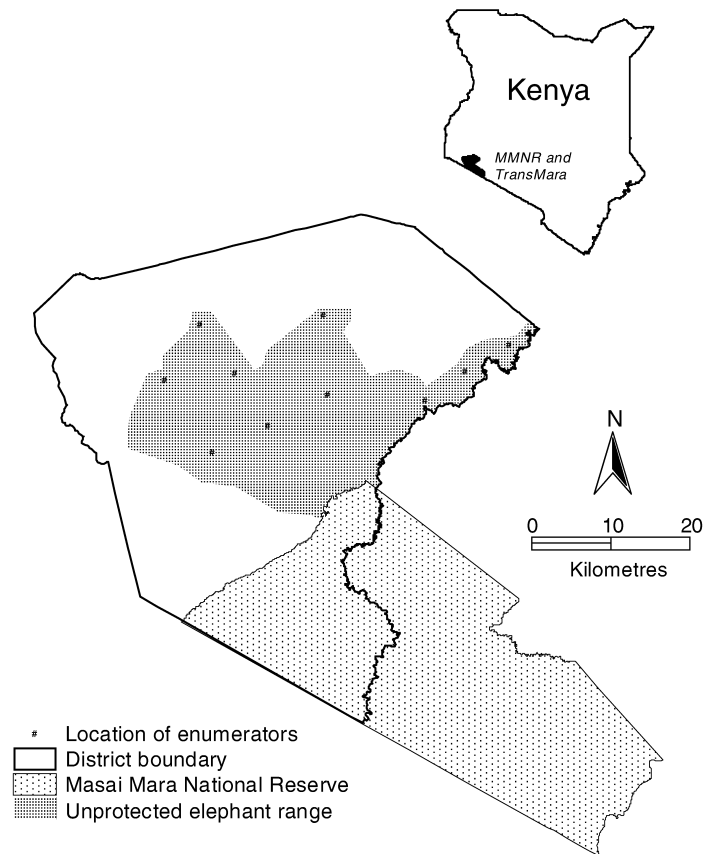 Kenya
MMNR and
TransMara
N
0 10 20
Kilometres
# Location of enumerators
District boundary
Masai Mara National Reserve
Unprotected elephant range